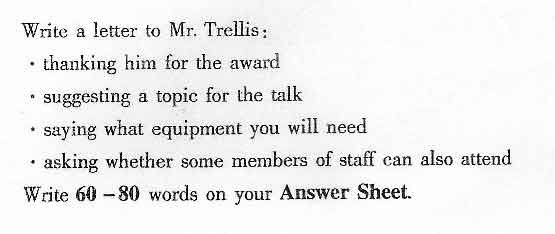 Write a letter to Mr. Trellis:
· thanking him for the award
· suggesting a topic for the talk
· saying what equipment you will need
· asking whether some members of staff can also attend
Write 60 – 80 words on your Answer Sheet.